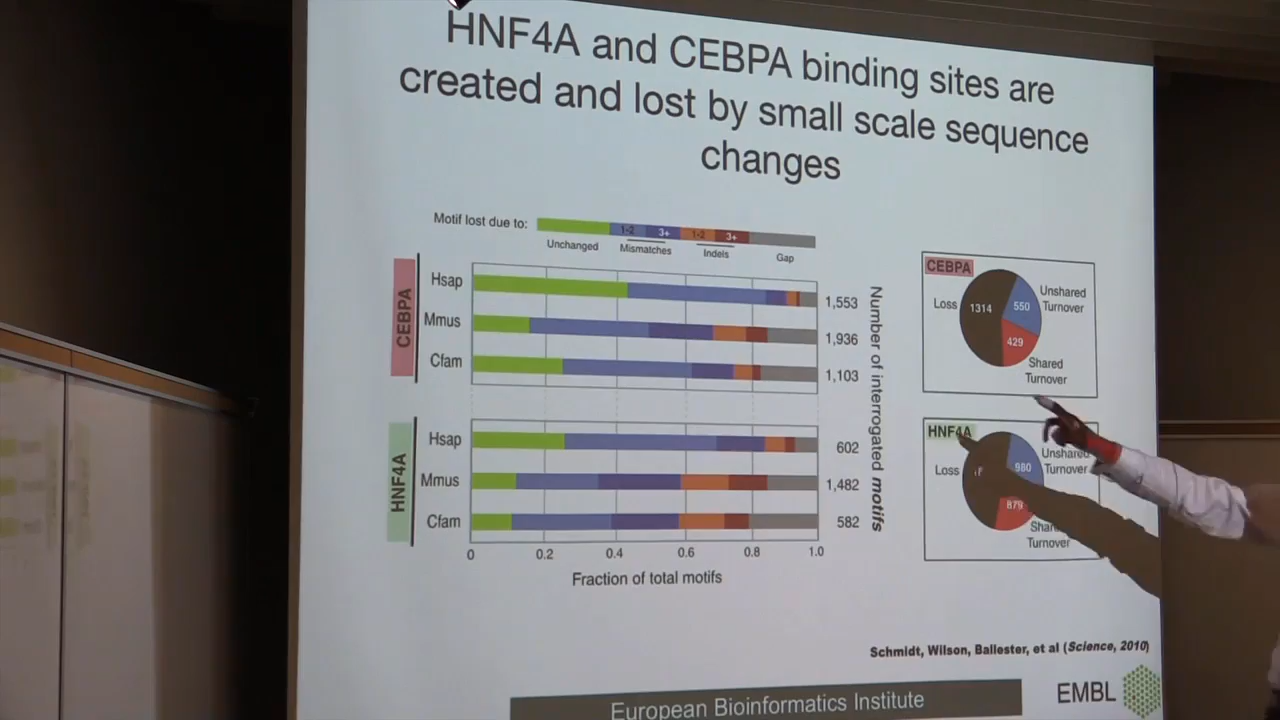 HNF4A and CEBPA binding sites are
created and lost by small scale sequence
changes
Motif lost due to:
1-2 3+ 1-2 3+
Unchanged Mismatches Indels Gap
CEBPA
Hsap 1,553
Mmus 1,936
Cfam 1,103
HNF4A
Hsap 602
Mmus 1,482
Cfam 582
0 0.2 0.4 0.6 0.8 1.0
Fraction of total motifs
Number of interrogated motifs
CEBPA
Loss 1314 550 Unshared
Turnover
429
Shared
Turnover
HNF4A
Loss 980 Unshared
Turnover
879
Turnover
Schmidt, Wilson, Ballester, et al (Science, 2010)
European Bioinformatics Institute
EMBL